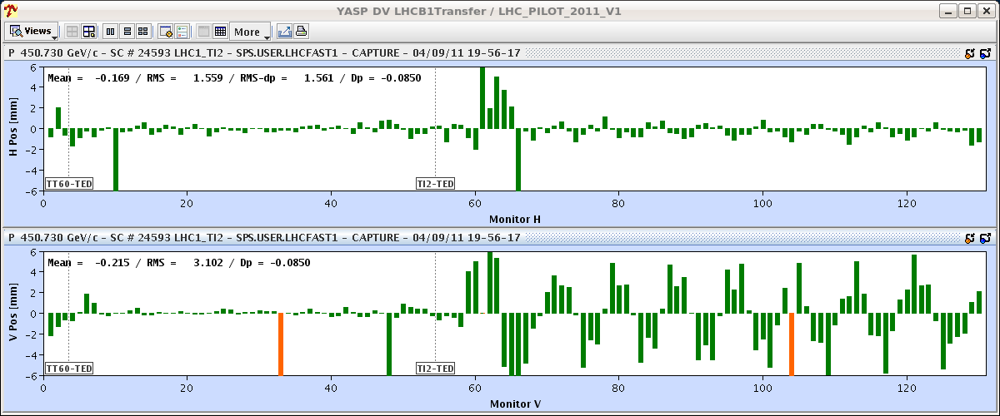 YASP DV LHCB1Transfer / LHC_PILOT_2011_V1
Views More
P 450.730 GeV/c - SC # 24593 LHC1_TI2 - SPS.USER.LHCFAST1 - CAPTURE - 04/09/11 19-56-17
Mean = -0.169 / RMS = 1.559 / RMS-dp = 1.561 / Dp = -0.0850
H Pos [mm]
6
4
2
0
-2
-4
-6
TT60-TED TI2-TED
0 20 40 60 80 100 120
Monitor H
P 450.730 GeV/c - SC # 24593 LHC1_TI2 - SPS.USER.LHCFAST1 - CAPTURE - 04/09/11 19-56-17
Mean = -0.215 / RMS = 3.102 / Dp = -0.0850
V Pos [mm]
6
4
2
0
-2
-4
-6
TT60-TED TI2-TED
0 20 40 60 80 100 120
Monitor V